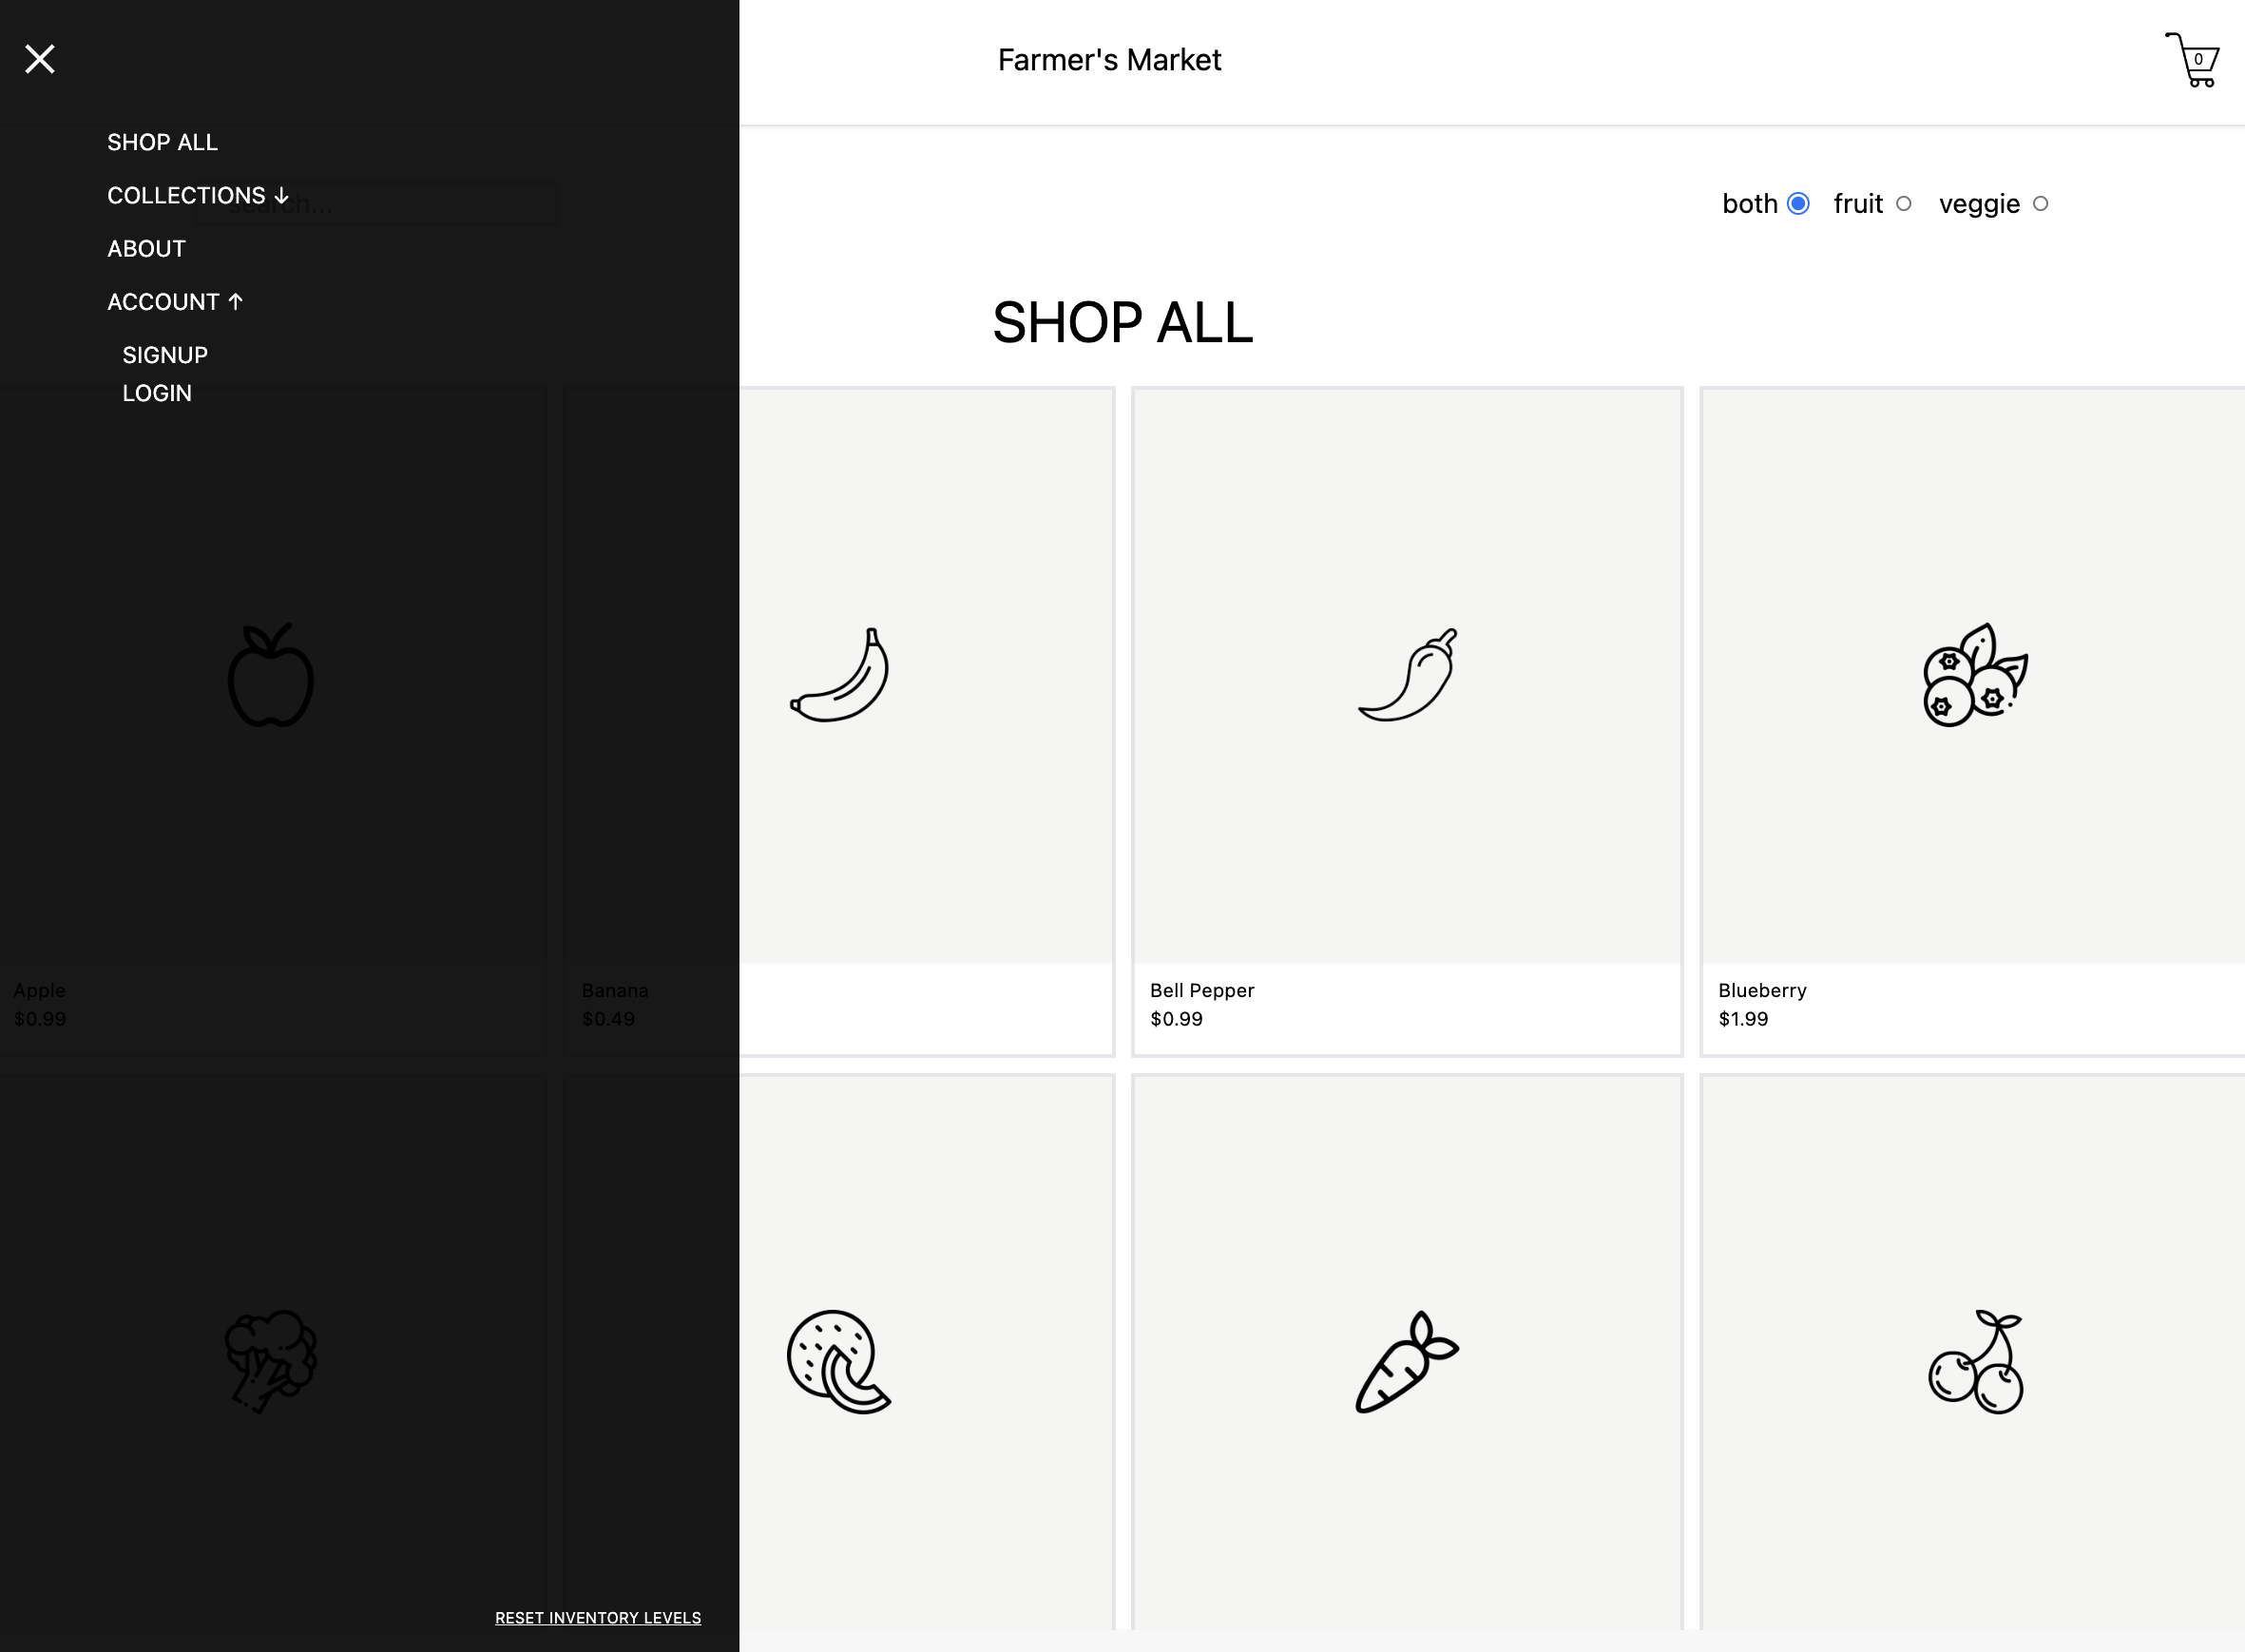 Farmer's Market
0
SHOP ALL
COLLECTIONS ↓
search...
ABOUT
ACCOUNT ↑
SIGNUP
LOGIN
both fruit veggie
SHOP ALL
Apple
$0.99
Banana
$0.49
Bell Pepper
$0.99
Blueberry
$1.99
RESET INVENTORY LEVELS